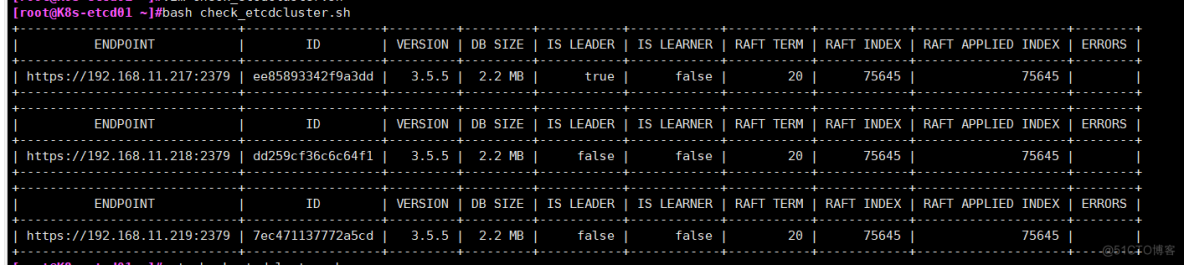 [root@K8s-etcd01 ~]#bash check_etcdcluster.sh
+----------------------------+------------------+---------+---------+-----------+------------+-----------+------------+--------------------+--------+
| ENDPOINT | ID | VERSION | DB SIZE | IS LEADER | IS LEARNER | RAFT TERM | RAFT INDEX | RAFT APPLIED INDEX | ERRORS |
| https://192.168.11.217:2379 | ee85893342f9a3dd | 3.5.5 | 2.2 MB | true | false | 20 | 75645 | 75645 | |
| ENDPOINT | ID | VERSION | DB SIZE | IS LEADER | IS LEARNER | RAFT TERM | RAFT INDEX | RAFT APPLIED INDEX | ERRORS |
| https://192.168.11.218:2379 | dd259cf36c6c64f1 | 3.5.5 | 2.2 MB | false | false | 20 | 75645 | 75645 | |
| ENDPOINT | ID | VERSION | DB SIZE | IS LEADER | IS LEARNER | RAFT TERM | RAFT INDEX | RAFT APPLIED INDEX | ERRORS |
| https://192.168.11.219:2379 | 7ec471137772a5cd | 3.5.5 | 2.2 MB | false | false | 20 | 75645 | 75645 | |
@51CTO博客